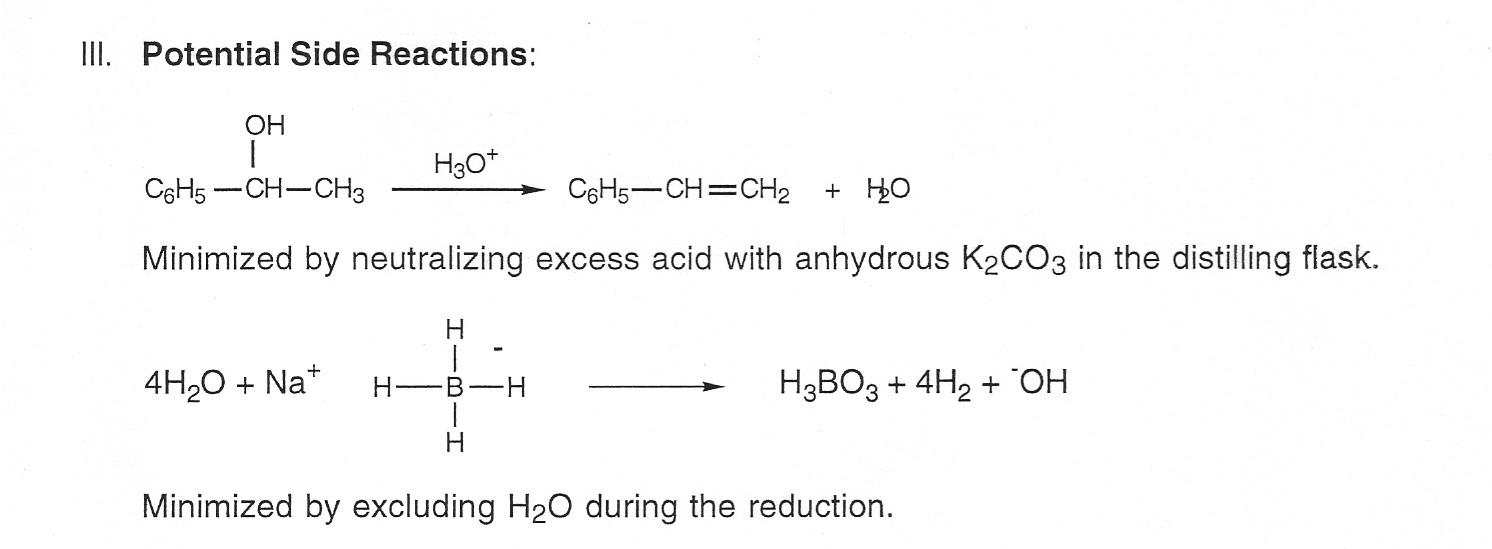 III. Potential Side Reactions:
OH
|
C6H5—CH—CH3 H3O+ → C6H5—CH=CH2 + H2O
Minimized by neutralizing excess acid with anhydrous K2CO3 in the distilling flask.
H
|
4H2O + Na+ H—B—H - → H3BO3 + 4H2 + -OH
|
H
Minimized by excluding H2O during the reduction.